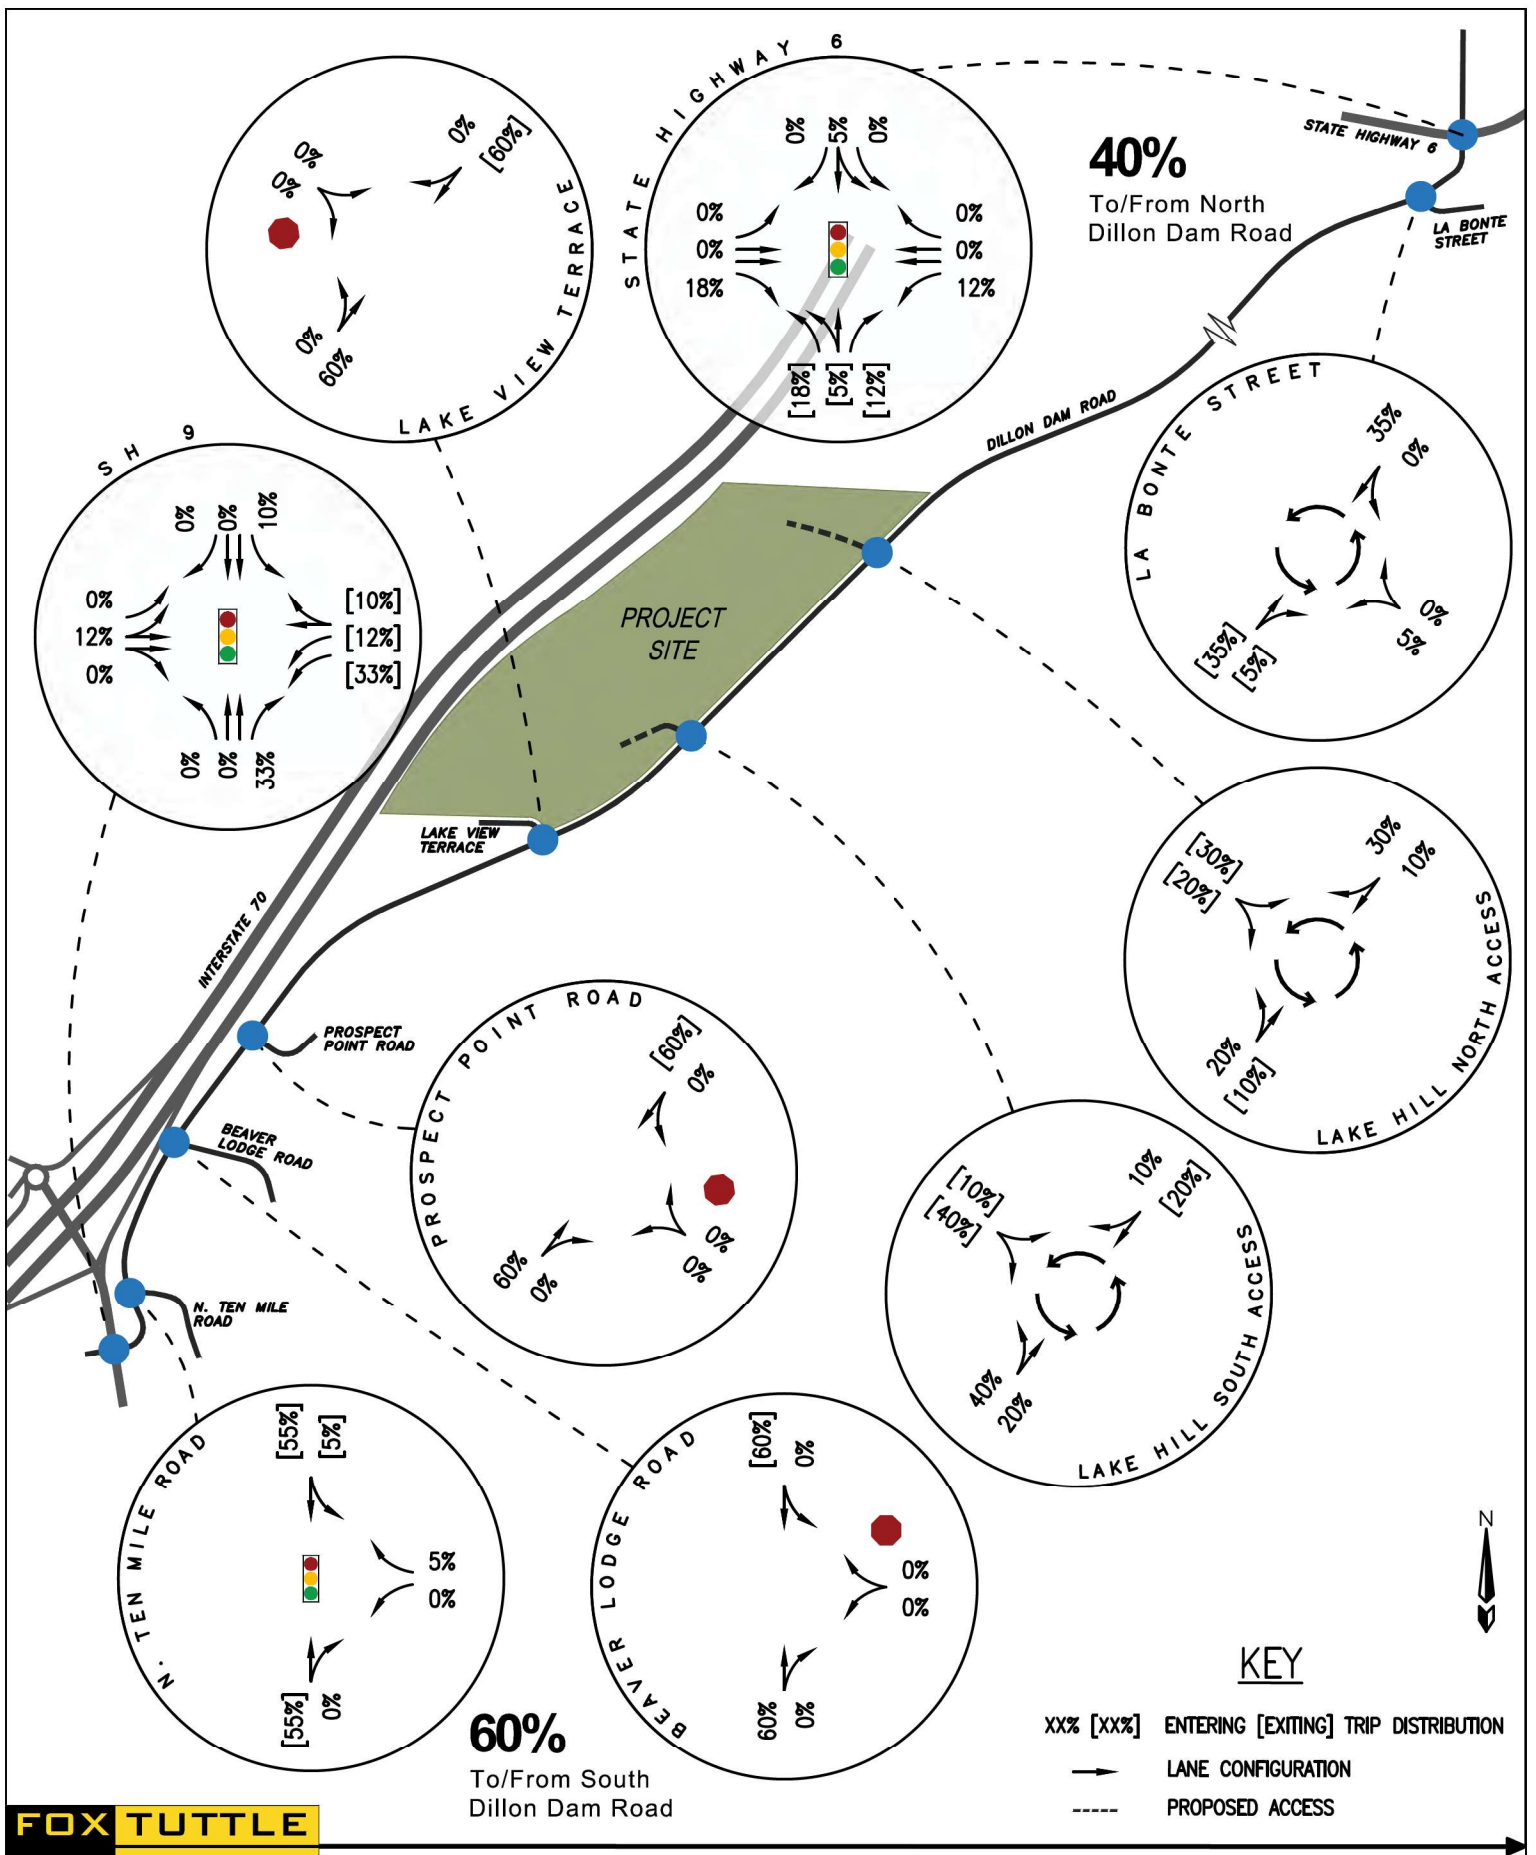 STATE HIGHWAY 6
0%
5%
0%
0%
0%
18%
0%
0%
12%
[18%]
[5%]
[12%]
LAKE VIEW TERRACE
0%
0%
0%
[60%]
0%
60%
40%
To/From North
Dillon Dam Road
STATE HIGHWAY 6
LA BONTE
STREET
DILLON DAM ROAD
LA BONTE STREET
35%
0%
[35%]
[5%]
0%
5%
SH 9
0%
0%
10%
0%
12%
0%
[10%]
[12%]
[33%]
0%
0%
33%
PROJECT
SITE
LAKE VIEW
TERRACE
INTERSTATE 70
LAKE HILL NORTH ACCESS
[30%]
[20%]
30%
10%
20%
[10%]
PROSPECT
POINT ROAD
PROSPECT POINT ROAD
[60%]
0%
60%
0%
0%
0%
BEAVER
LODGE ROAD
LAKE HILL SOUTH ACCESS
[10%]
[40%]
10%
[20%]
40%
20%
N. TEN MILE
ROAD
N. TEN MILE ROAD
[55%]
[5%]
5%
0%
[55%]
0%
BEAVER LODGE ROAD
[60%]
0%
0%
0%
60%
0%
60%
To/From South
Dillon Dam Road
N
KEY
XX% [XX%] ENTERING [EXITING] TRIP DISTRIBUTION
LANE CONFIGURATION
PROPOSED ACCESS
FOX TUTTLE